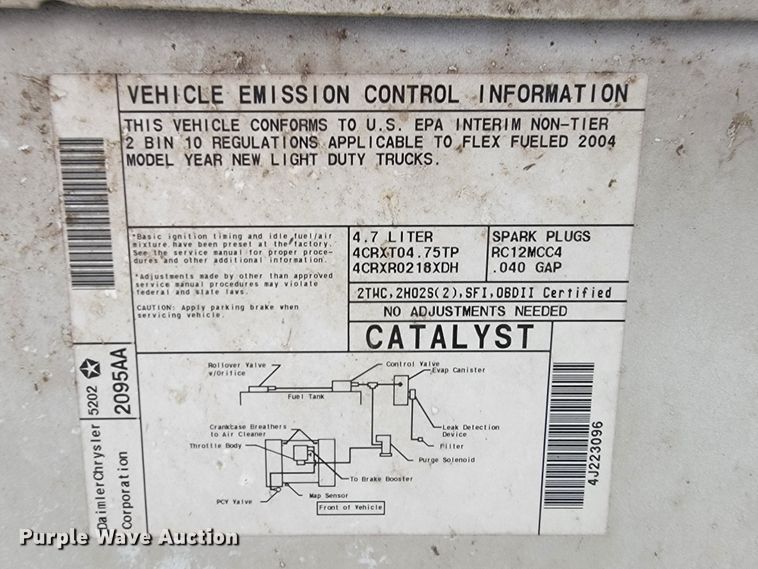 VEHICLE EMISSION CONTROL INFORMATION
THIS VEHICLE CONFORMS TO U.S. EPA INTERIM NON-TIER
2 BIN 10 REGULATIONS APPLICABLE TO FLEX FUELED 2004
MODEL YEAR NEW LIGHT DUTY TRUCKS.
*Basic ignition timing and idle fuel/air
mixture have been preset at the factory.
See the service manual for proper proce-
dures and other additional information.
*Adjustments made by other than approved
service manual procedures may violate
federal and state laws.
CAUTION: Apply parking brake when
servicing vehicle.
4.7 LITER
4CRXT04.75TP
4CRXR0218XDH
SPARK PLUGS
RC12MCC4
.040 GAP
2TWC,2HO2S(2),SFI,OBDII Certified
NO ADJUSTMENTS NEEDED
CATALYST
Rollover Valve
w/Orifice
Control Valve
Evap Canister
Fuel Tank
Crankcase Breathers
to Air Cleaner
Throttle Body
Leak Detection
Device
Filter
Purge Solenoid
To Brake Booster
Map Sensor
PCV Valve
Front of Vehicle
DaimlerChrysler
Corporation
5202
2095AA
4J223096
Purple Wave Auction